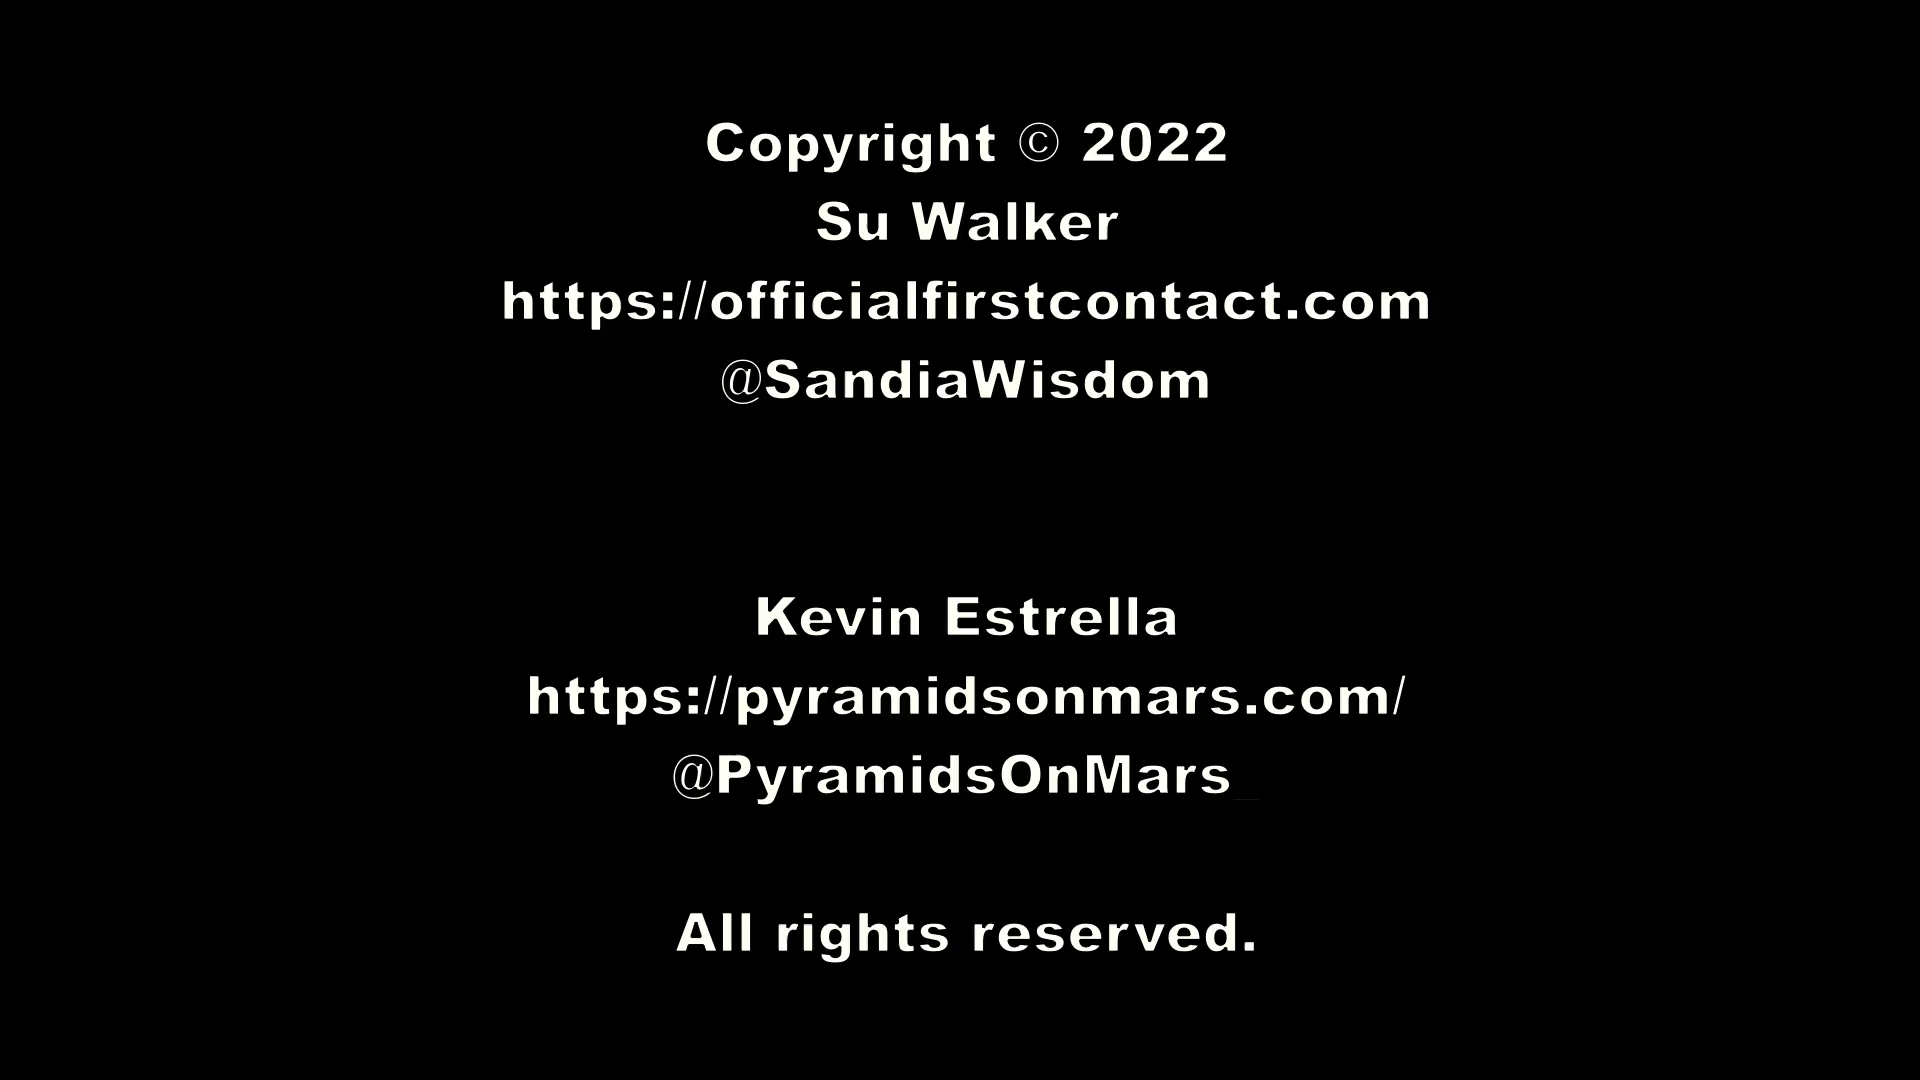 Copyright © 2022
Su Walker
https://officialfirstcontact.com
@SandiaWisdom
Kevin Estrella
https://pyramidsonmars.com/
@PyramidsOnMars_
All rights reserved.